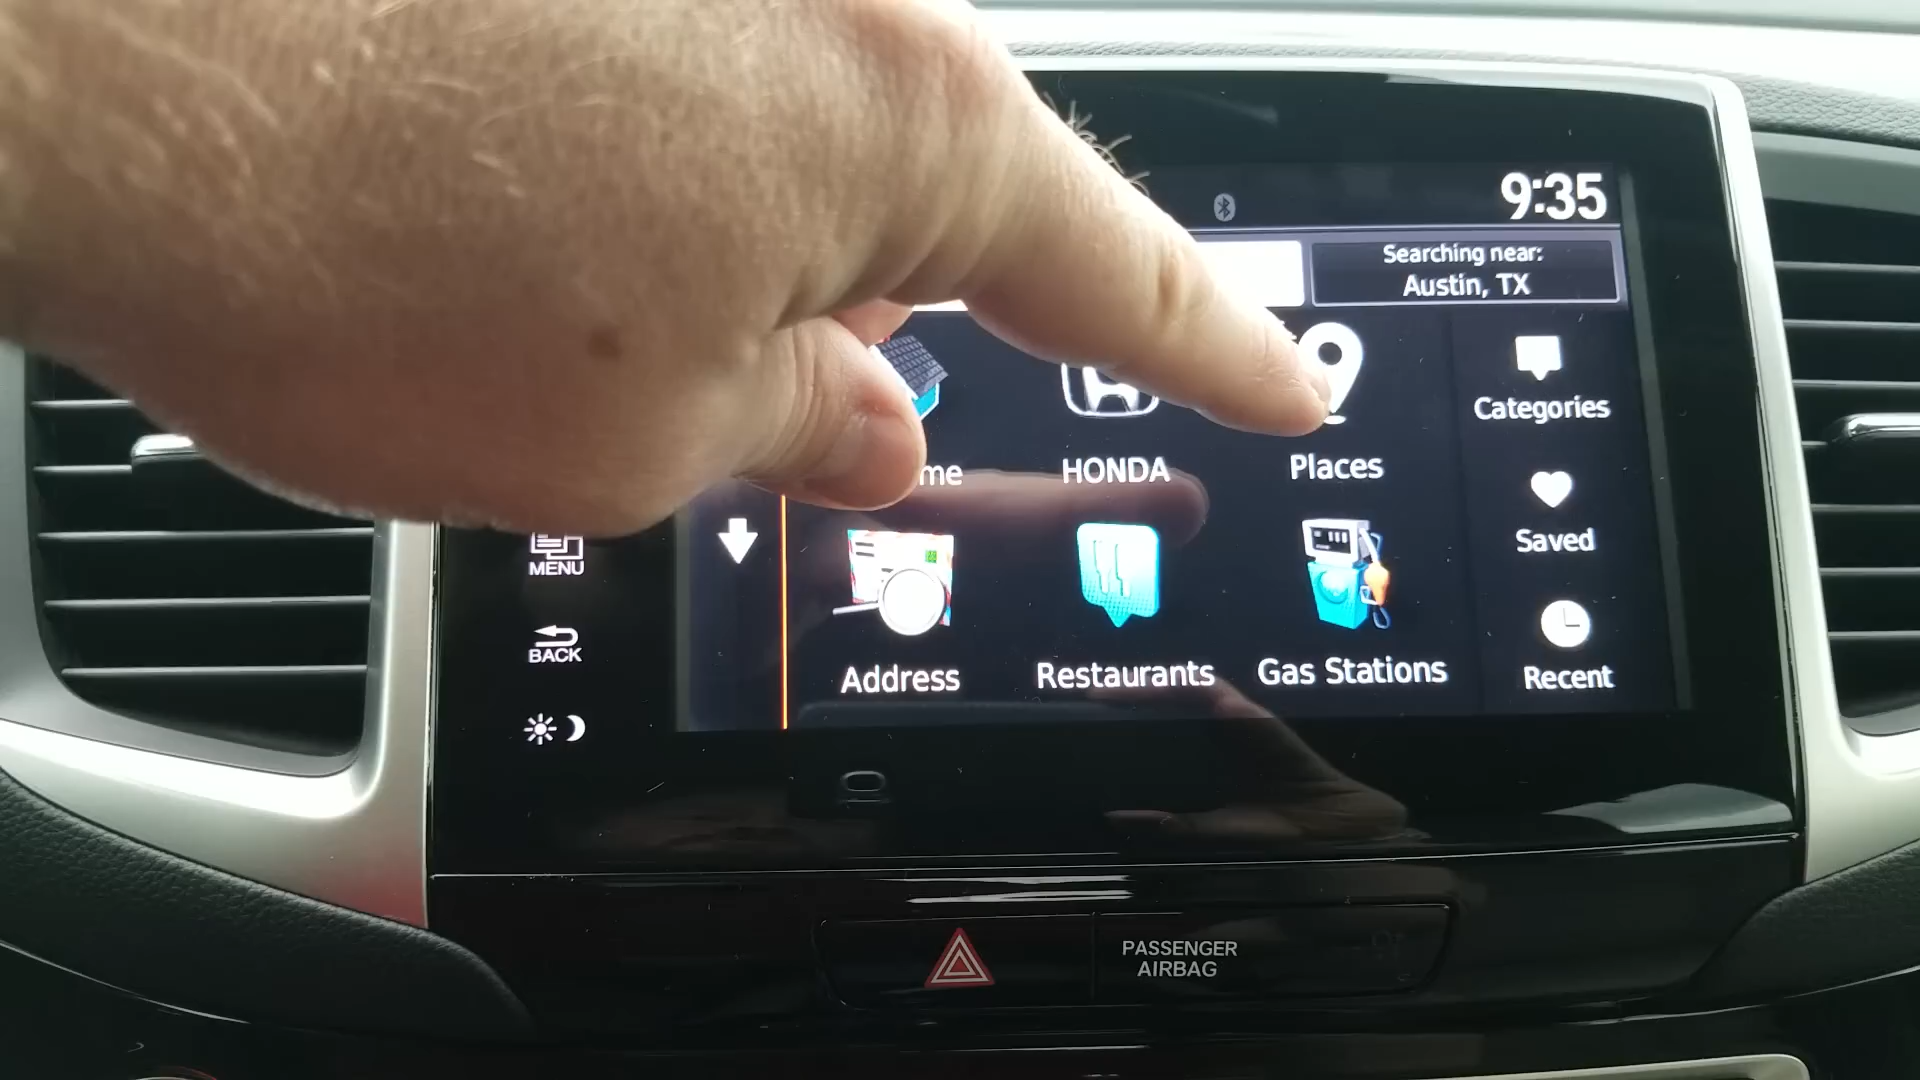 9:35
Searching near:
Austin, TX
Categories
HONDA
Places
Saved
MENU
BACK
Address
Restaurants
Gas Stations
Recent
PASSENGER
AIRBAG